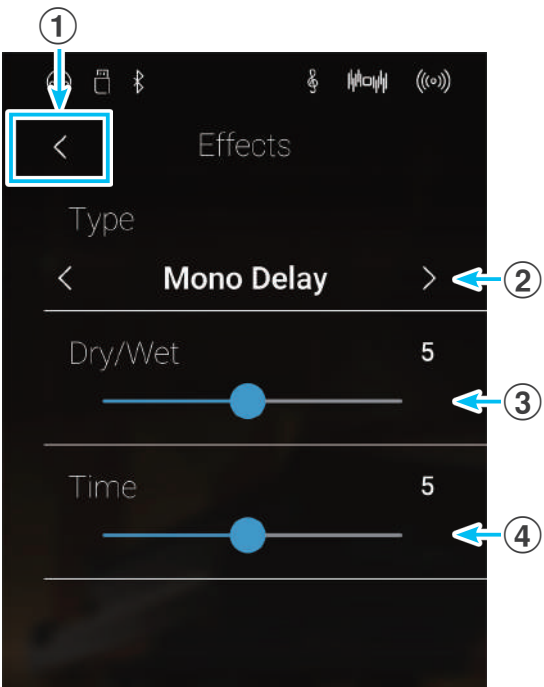 ①
Effects
Type
Mono Delay
②
Dry/Wet 5
③
Time 5
④